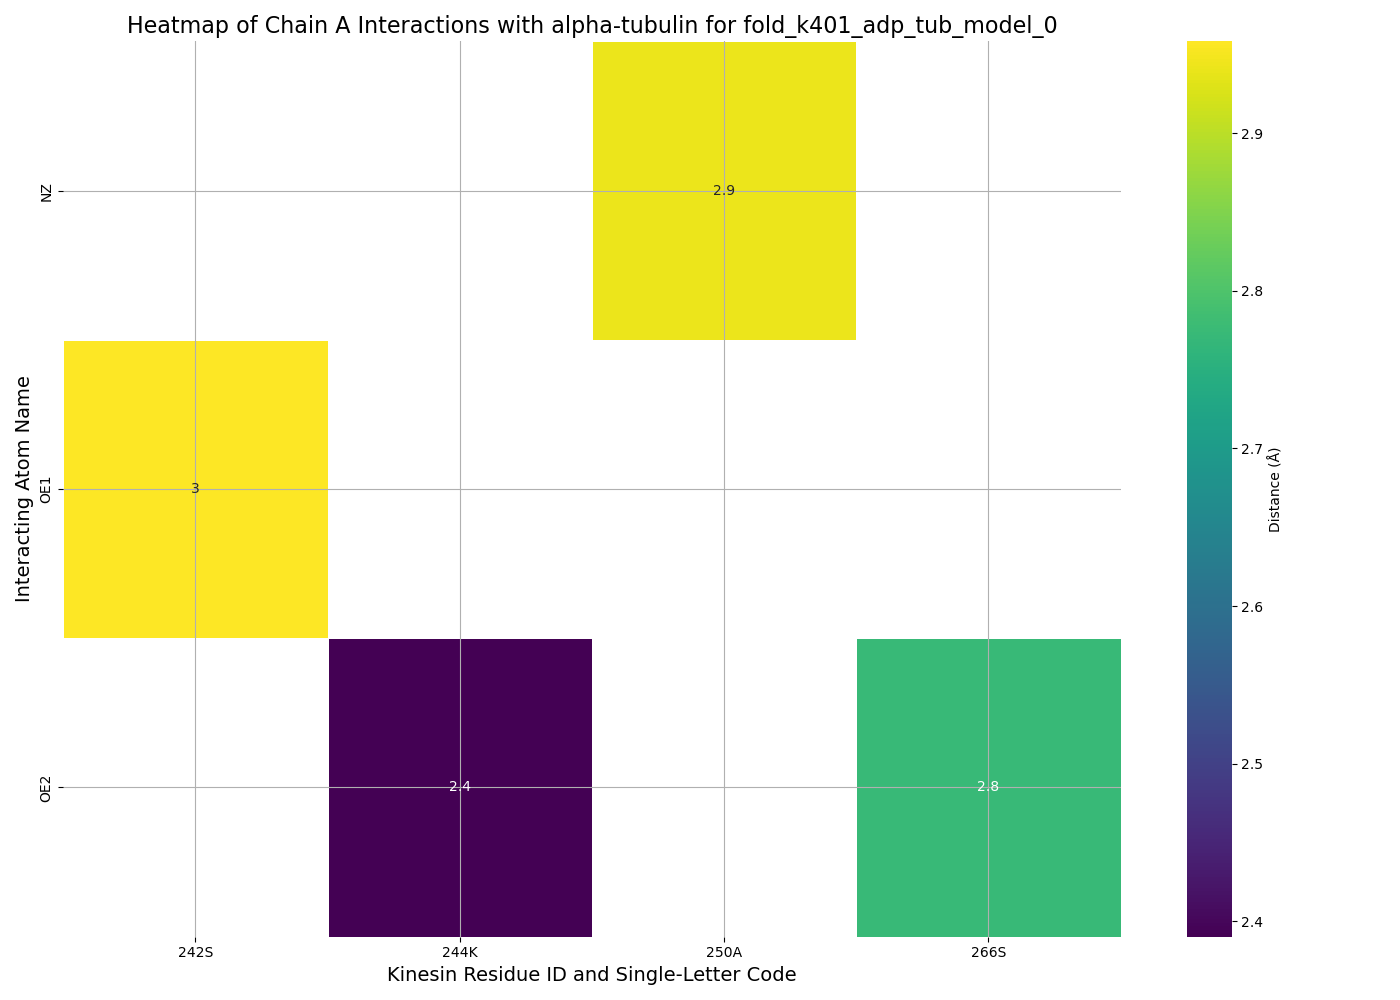 Heatmap of Chain A Interactions with alpha-tubulin for fold_k401_adp_tub_model_0
Interacting Atom Name
NZ
OE1
OE2
2.9
3
2.4
2.8
242S
244K
250A
266S
Kinesin Residue ID and Single-Letter Code
2.9
2.8
2.7
2.6
2.5
2.4
Distance (Å)